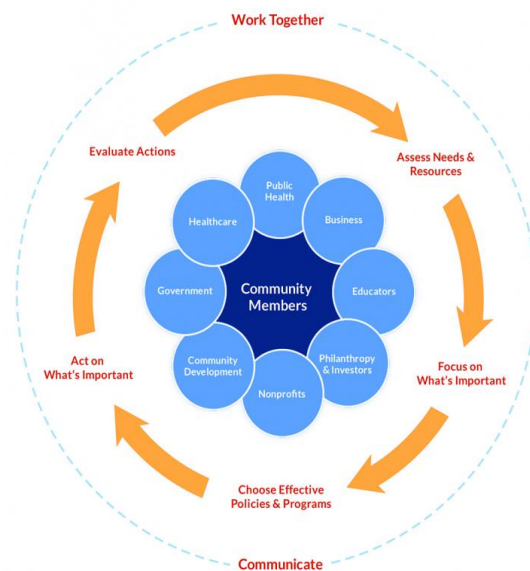 Work Together
Evaluate Actions
Assess Needs &
Resources
Public
Health
Healthcare
Business
Government
Community
Members
Educators
Community
Development
Philanthropy
& Investors
Nonprofits
Act on
What's Important
Focus on
What's Important
Choose Effective
Policies & Programs
Communicate